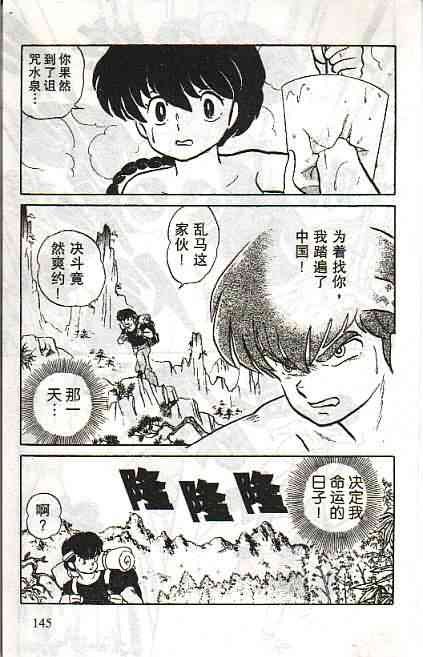 你果然
到了诅
咒水泉…
为着找你，
我踏遍了
中国！
乱马这
家伙！
决斗竟
然爽约！
那一
天…
决定我
命运的
日子！
隆
隆
隆
啊？
145